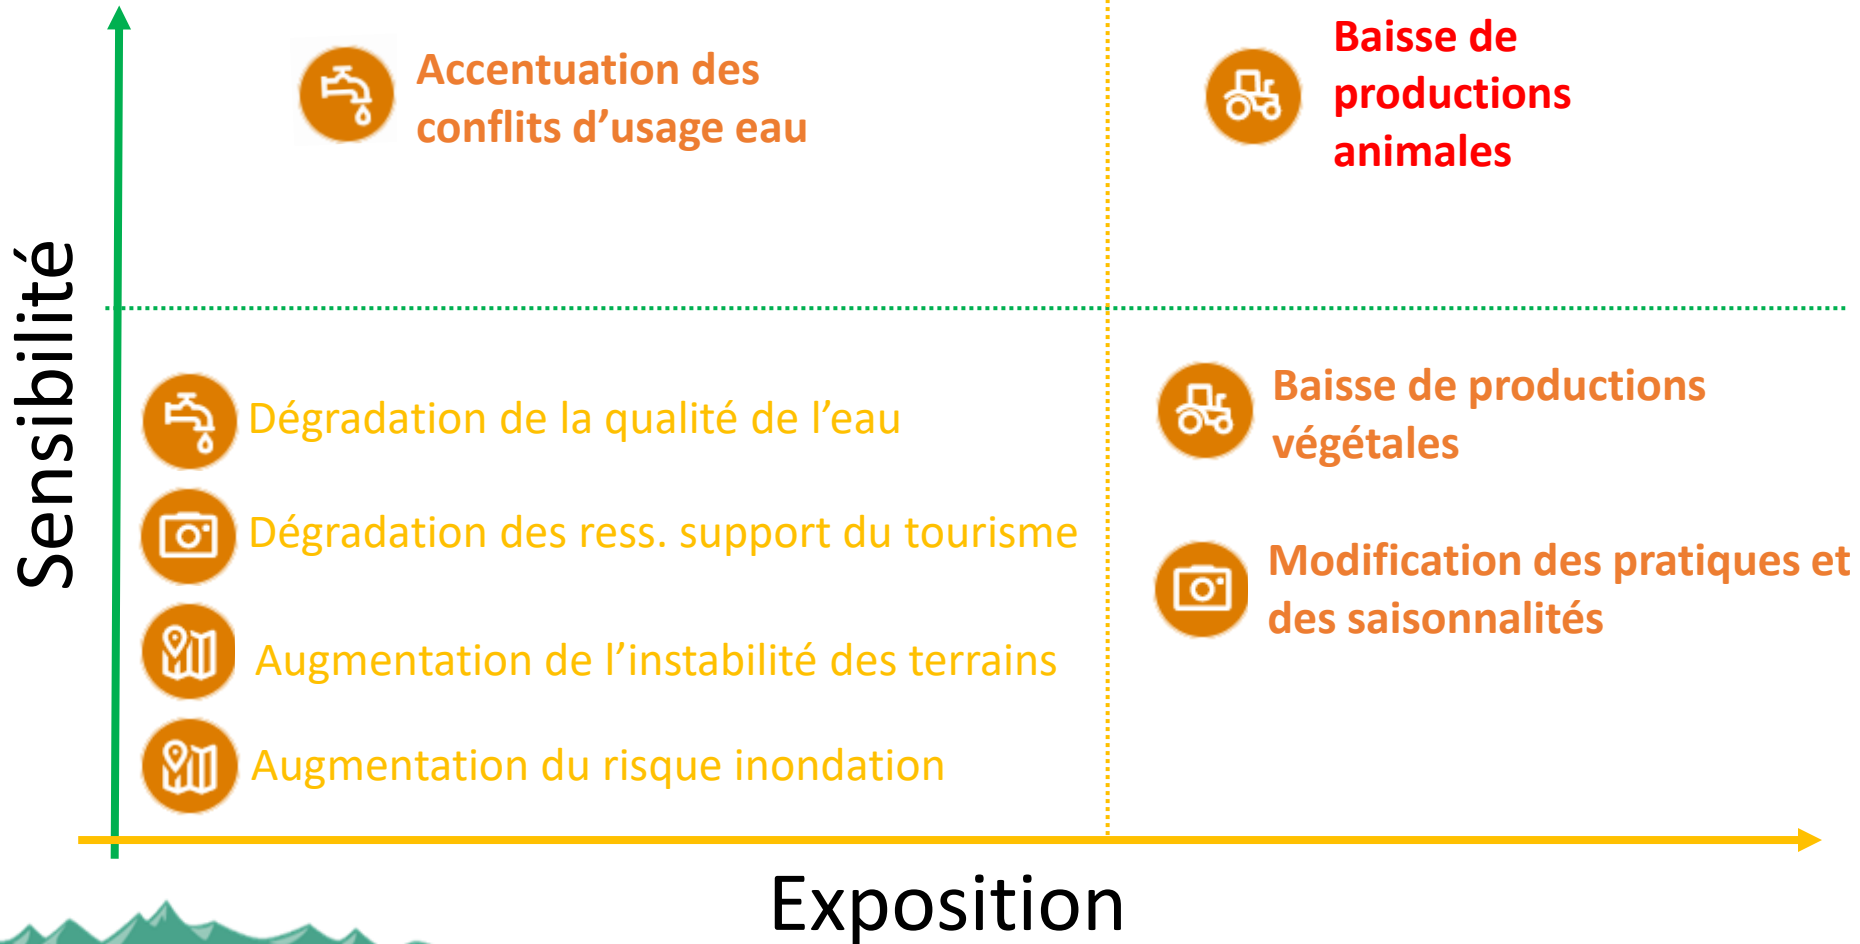 Accentuation des
conflits d’usage eau
Baisse de
productions
animales
Sensibilité
Dégradation de la qualité de l’eau
Dégradation des ress. support du tourisme
Augmentation de l’instabilité des terrains
Augmentation du risque inondation
Baisse de productions
végétales
Modification des pratiques et
des saisonnalités
Exposition